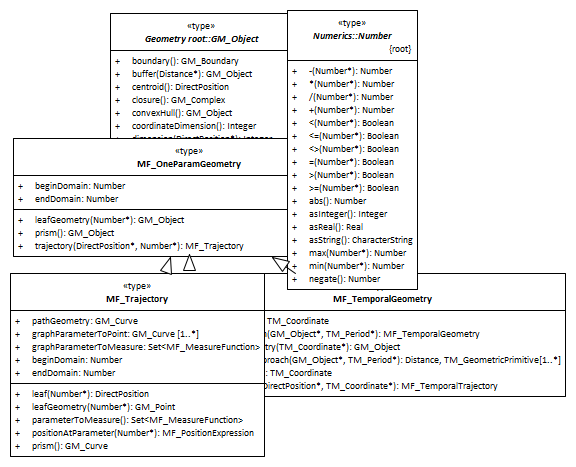 «type»
Geometry root::GM_Object
+ boundary(): GM_Boundary
+ buffer(Distance*): GM_Object
+ centroid(): DirectPosition
+ closure(): GM_Complex
+ convexHull(): GM_Object
+ coordinateDimension(): Integer
«type»
Numerics::Number
{root}
+ -(Number*): Number
+ *(Number*): Number
+ /(Number*): Number
+ +(Number*): Number
+ <(Number*): Boolean
+ <=(Number*): Boolean
+ <>(Number*): Boolean
+ =(Number*): Boolean
+ >(Number*): Boolean
+ >=(Number*): Boolean
+ abs(): Number
+ asInteger(): Integer
+ asReal(): Real
+ asString(): CharacterString
+ max(Number*): Number
+ min(Number*): Number
+ negate(): Number
«type»
MF_OneParamGeometry
+ beginDomain: Number
+ endDomain: Number
+ leafGeometry(Number*): GM_Object
+ prism(): GM_Object
+ trajectory(DirectPosition*, Number*): MF_Trajectory
«type»
MF_Trajectory
+ pathGeometry: GM_Curve
+ graphParameterToPoint: GM_Curve [1..*]
+ graphParameterToMeasure: Set<MF_MeasureFunction>
+ beginDomain: Number
+ endDomain: Number
+ leaf(Number*): DirectPosition
+ leafGeometry(Number*): GM_Point
+ parameterToMeasure(): Set<MF_MeasureFunction>
+ positionAtParameter(Number*): MF_PositionExpression
+ prism(): GM_Curve
MF_TemporalGeometry
TM_Coordinate
(GM_Object*, TM_Period*): MF_TemporalGeometry
(TM_Coordinate*): GM_Object
(GM_Object*, TM_Period*): Distance, TM_GeometricPrimitive[1..*]
TM_Coordinate
DirectPosition*, TM_Coordinate*): MF_TemporalTrajectory